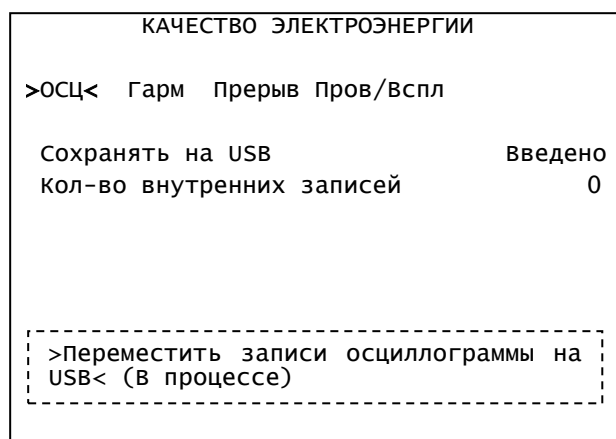 КАЧЕСТВО ЭЛЕКТРОЭНЕРГИИ
>ОСЦ< Гарм Прерыв Пров/Вспл
Сохранять на USB Введено
Кол-во внутренних записей 0
>Переместить записи осциллограммы на
USB< (В процессе)